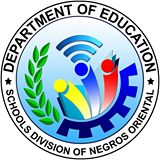 DEPARTMENT OF EDUCATION
SCHOOLS DIVISION OF NEGROS ORIENTAL